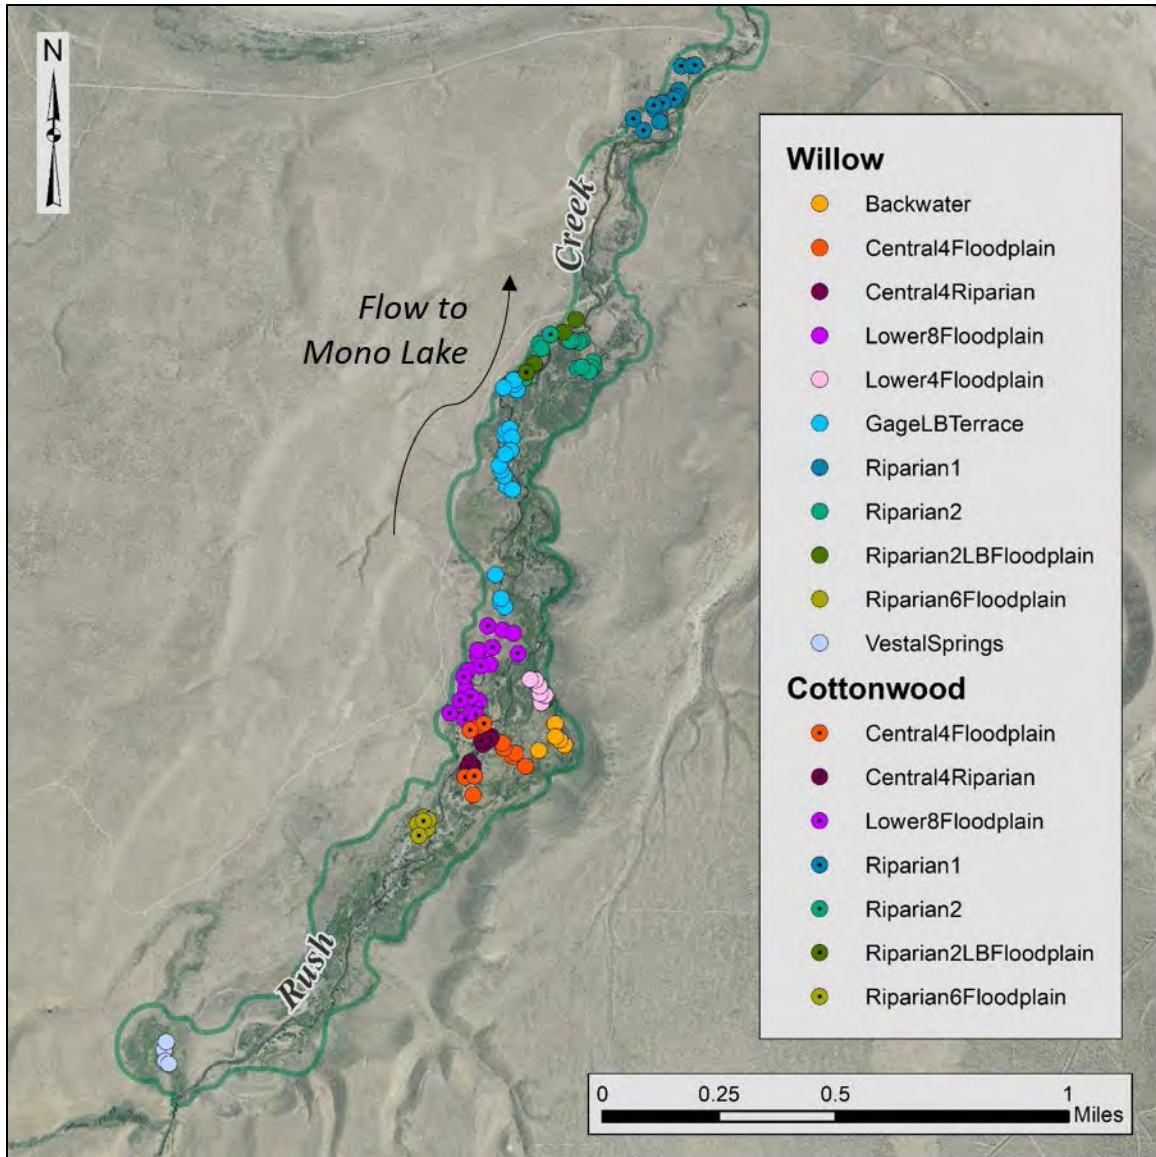 N
Creek
Flow to
Mono Lake
Rush
Willow
Backwater
Central4Floodplain
Central4Riparian
Lower8Floodplain
Lower4Floodplain
GageLBTerrace
Riparian1
Riparian2
Riparian2LBFloodplain
Riparian6Floodplain
VestalSprings
Cottonwood
Central4Floodplain
Central4Riparian
Lower8Floodplain
Riparian1
Riparian2
Riparian2LBFloodplain
Riparian6Floodplain
0 0.25 0.5 1
Miles